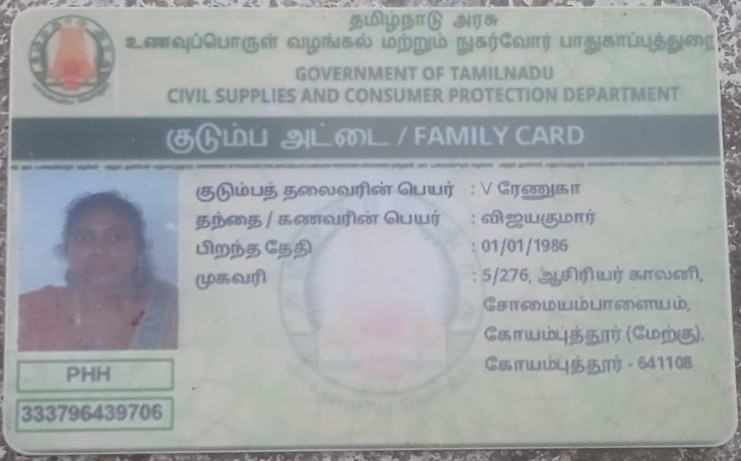 தமிழ்நாடு அரசு
உணவுப்பொருள் வழங்கல் மற்றும் நுகர்வோர் பாதுகாப்புத்துறை
GOVERNMENT OF TAMILNADU
CIVIL SUPPLIES AND CONSUMER PROTECTION DEPARTMENT
குடும்ப அட்டை / FAMILY CARD
குடும்பத் தலைவரின் பெயர் : V ரேணுகா
தந்தை / கணவரின் பெயர் : விஜயகுமார்
பிறந்த தேதி : 01/01/1986
முகவரி : 5/276, ஆசிரியர் காலனி,
சோமையம்பாளையம்,
கோயம்புத்தூர் (மேற்கு),
கோயம்புத்தூர் - 641108
PHH
333796439706